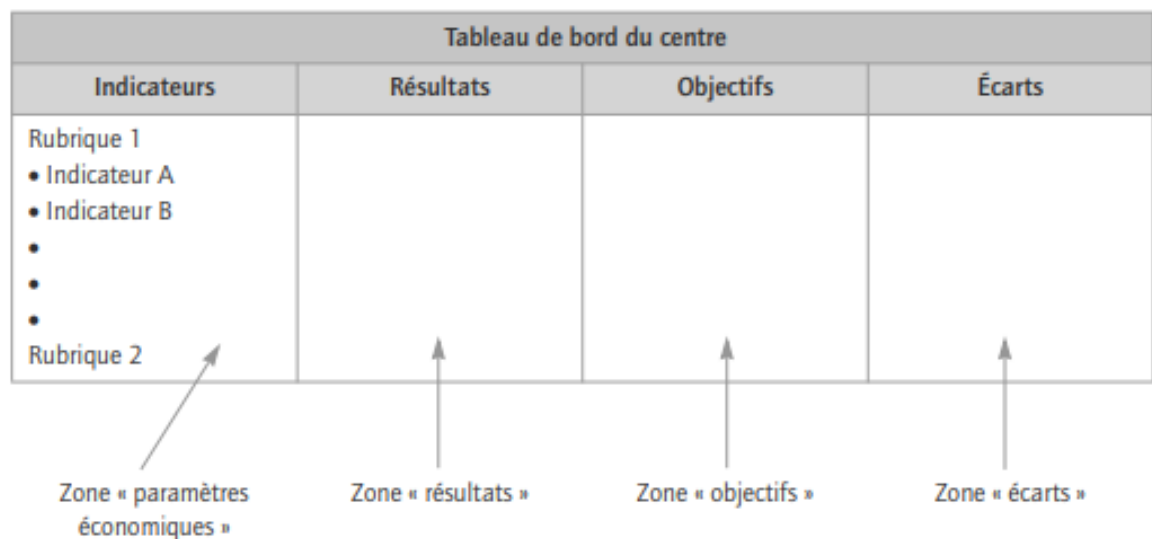 Tableau de bord du centre
Indicateurs Résultats Objectifs Écarts
Rubrique 1
• Indicateur A
• Indicateur B
•
•
•
Rubrique 2
Zone « paramètres
économiques »
Zone « résultats »
Zone « objectifs »
Zone « écarts »